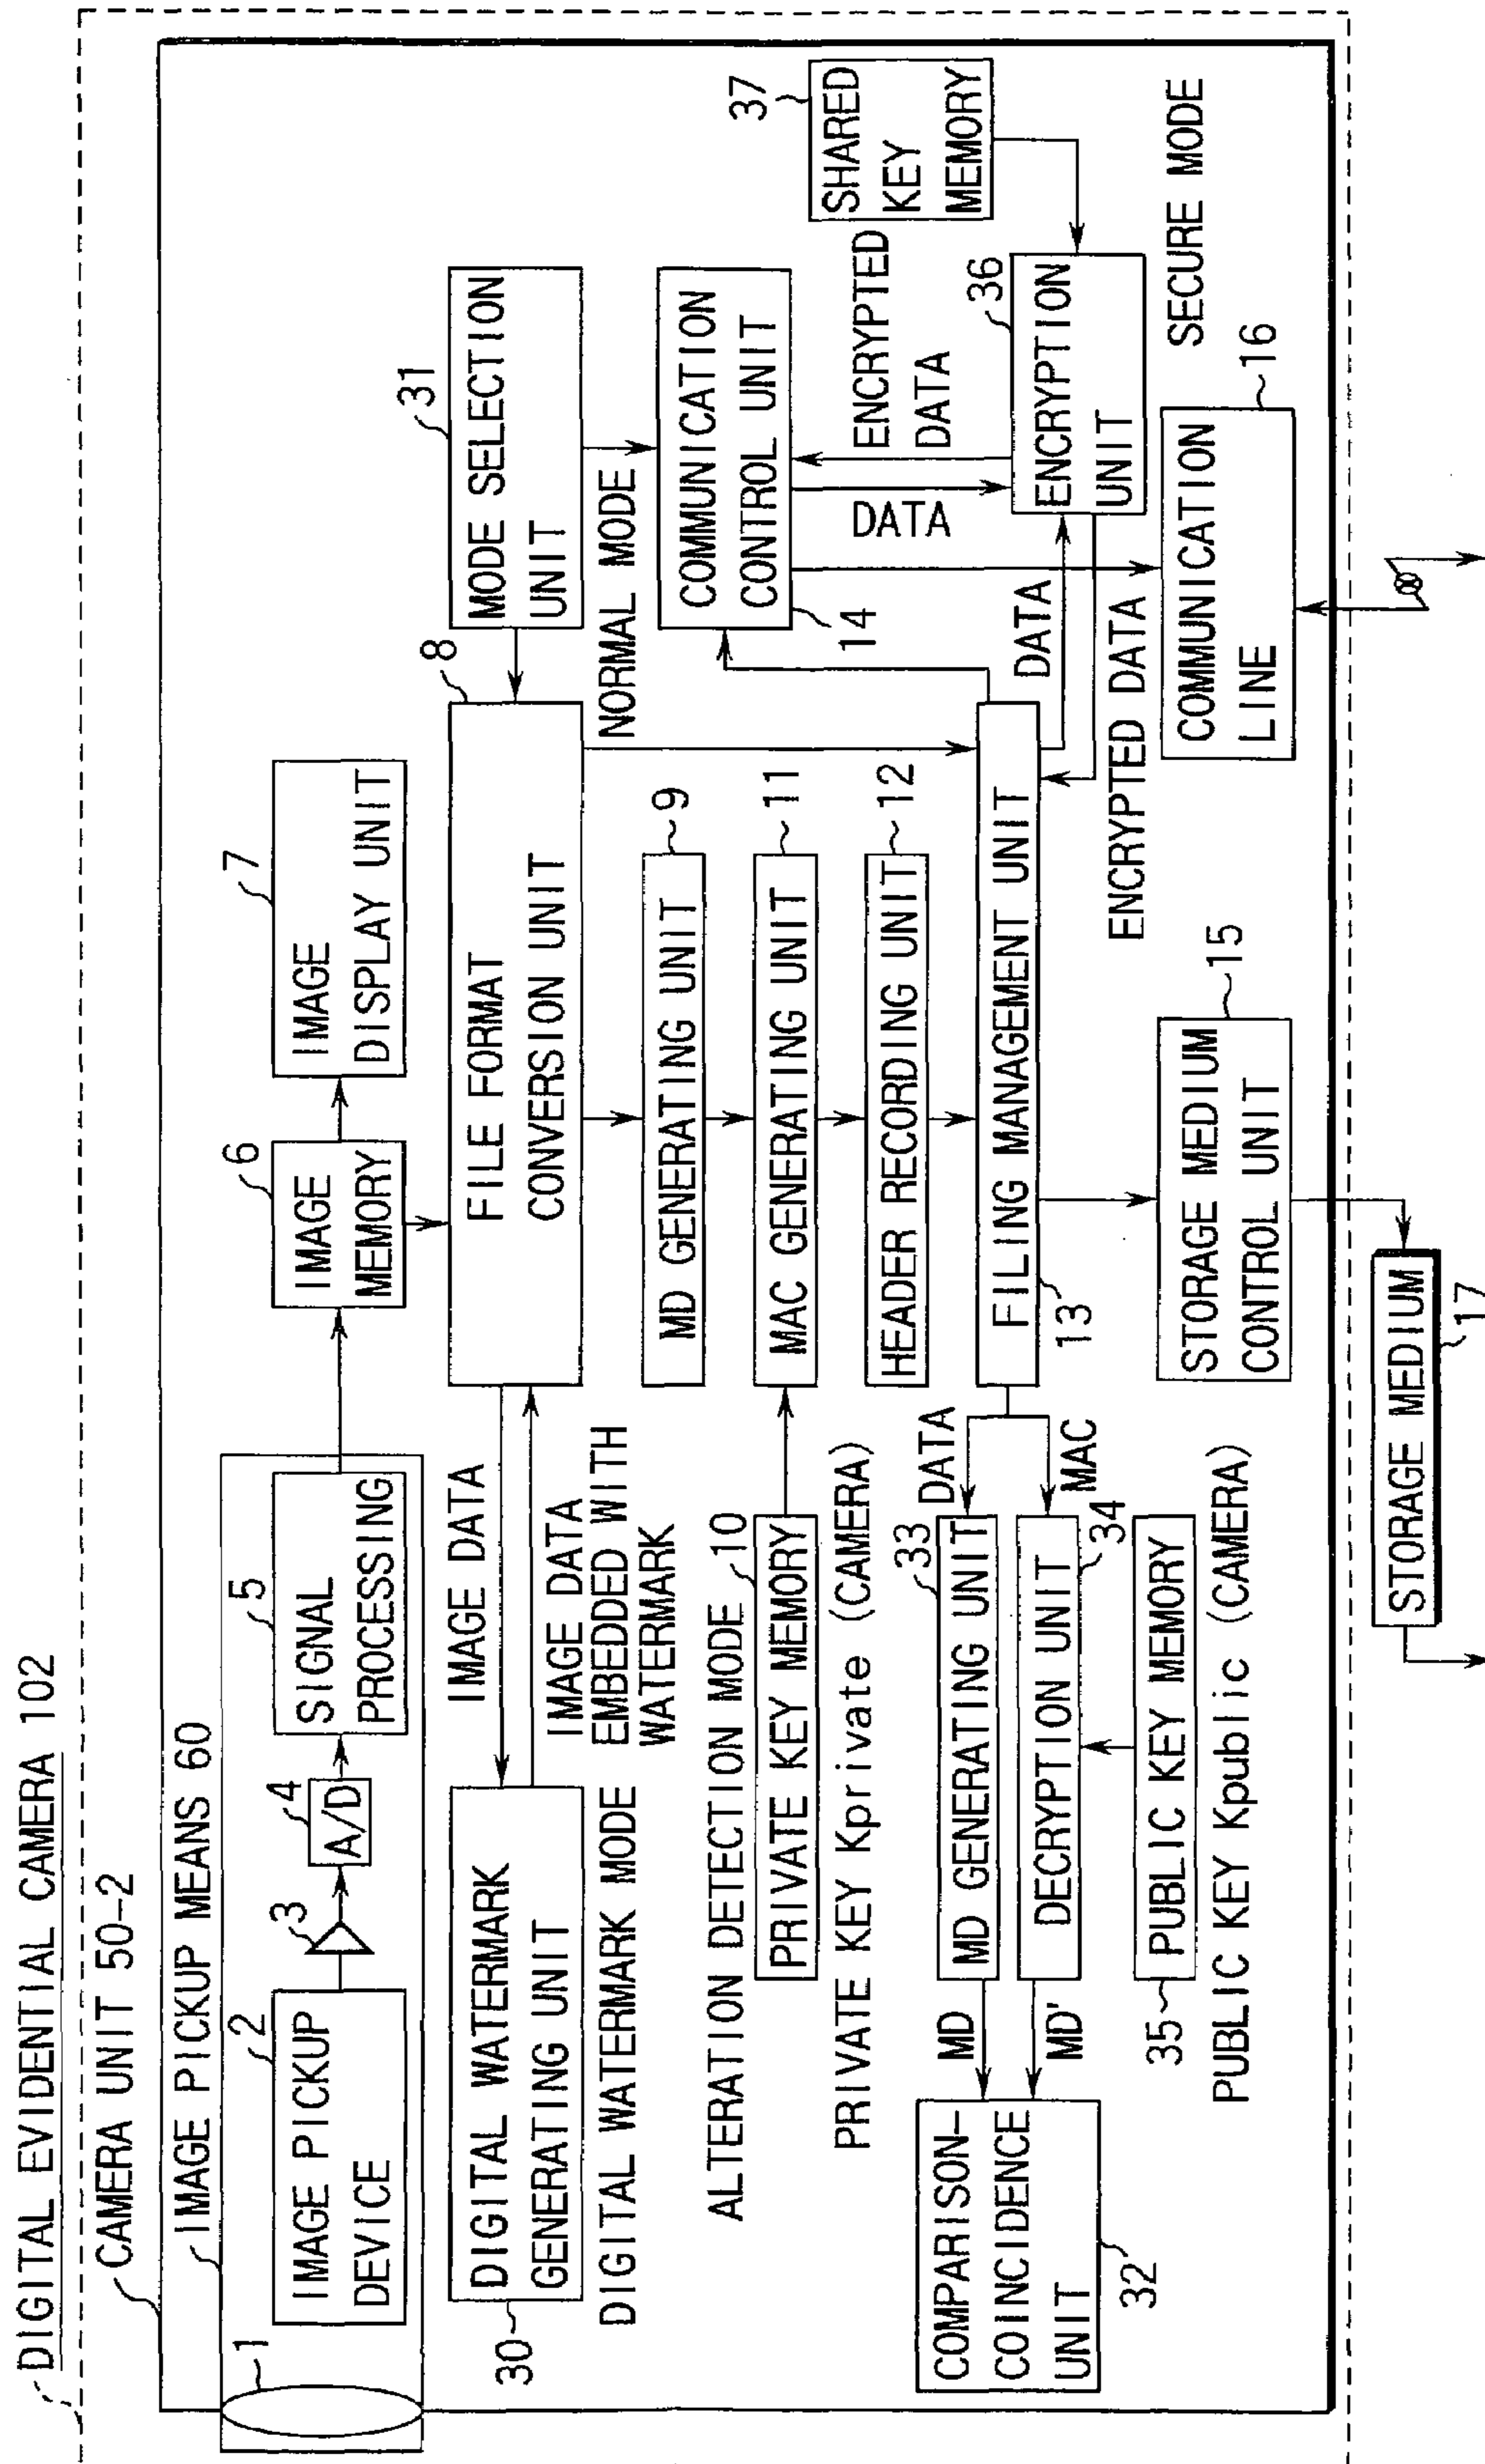 DIGITAL EVIDENTIAL CAMERA 102
CAMERA UNIT 50-2
IMAGE PICKUP MEANS 60
1
2
IMAGE PICKUP
DEVICE
3
4
A/D
5
SIGNAL
PROCESSING
6
IMAGE
MEMORY
7
IMAGE
DISPLAY UNIT
30
DIGITAL WATERMARK
GENERATING UNIT
DIGITAL WATERMARK MODE
IMAGE DATA
IMAGE DATA
EMBEDDED WITH
WATERMARK
8
FILE FORMAT
CONVERSION UNIT
31
MODE SELECTION
UNIT
NORMAL MODE
ALTERATION DETECTION MODE
10
PRIVATE KEY MEMORY
PRIVATE KEY Kprivate (CAMERA)
9
MD GENERATING UNIT
11
MAC GENERATING UNIT
12
HEADER RECORDING UNIT
13
FILING MANAGEMENT UNIT
COMMUNICATION
CONTROL UNIT
14
ENCRYPTED
DATA
DATA
37
SHARED
KEY
MEMORY
36
ENCRYPTION
UNIT
DATA
ENCRYPTED DATA
SECURE MODE
COMPARISON-
COINCIDENCE
UNIT
32
MD
MD'
33
MD GENERATING UNIT
DECRYPTION UNIT
34
DATA
MAC
35
PUBLIC KEY MEMORY
PUBLIC KEY Kpublic (CAMERA)
15
STORAGE MEDIUM
CONTROL UNIT
16
COMMUNICATION
LINE
STORAGE MEDIUM
17